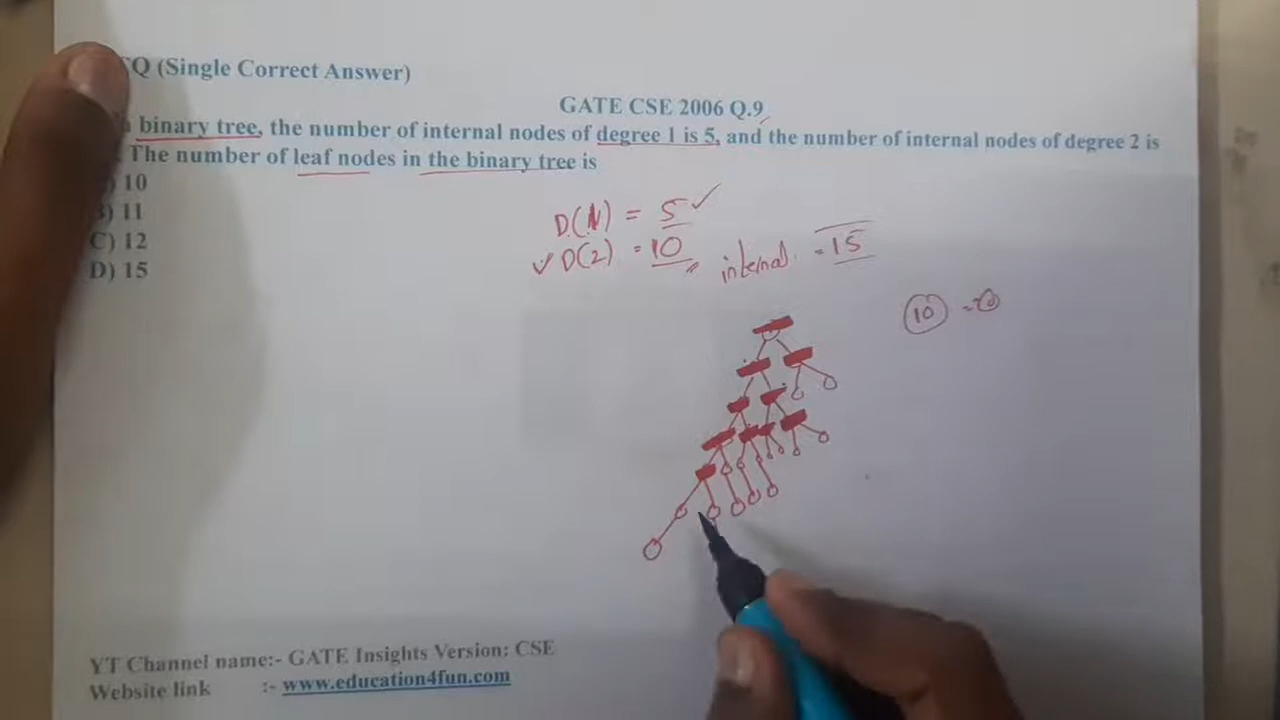 Q (Single Correct Answer)
GATE CSE 2006 Q.9
binary tree, the number of internal nodes of degree 1 is 5, and the number of internal nodes of degree 2 is
The number of leaf nodes in the binary tree is
10
) 11
C) 12
D) 15
= 5
D(2) = 10 internal = 15
10
YT Channel name:- GATE Insights Version: CSE
Website link :- www.education4fun.com